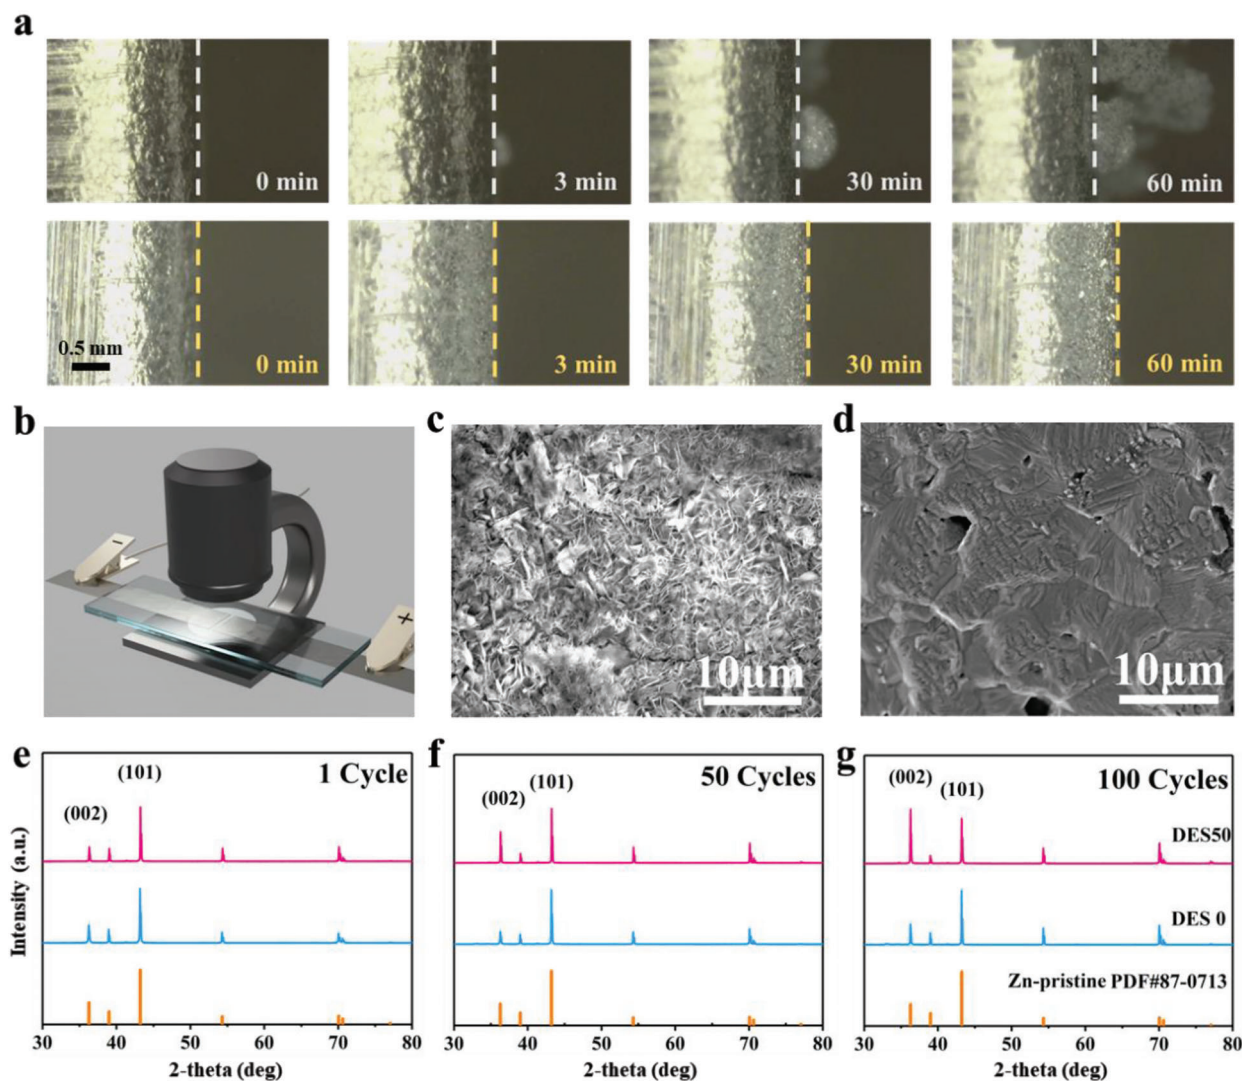 a
0 min
3 min
30 min
60 min
0.5 mm
0 min
3 min
30 min
60 min
b
-
+
c
10μm
d
10μm
e
1 Cycle
(101)
(002)
Intensity (a.u.)
30
40
50
60
70
80
2-theta (deg)
f
50 Cycles
(101)
(002)
30
40
50
60
70
80
2-theta (deg)
g
100 Cycles
(002)
(101)
DES50
DES 0
Zn-pristine PDF#87-0713
30
40
50
60
70
80
2-theta (deg)